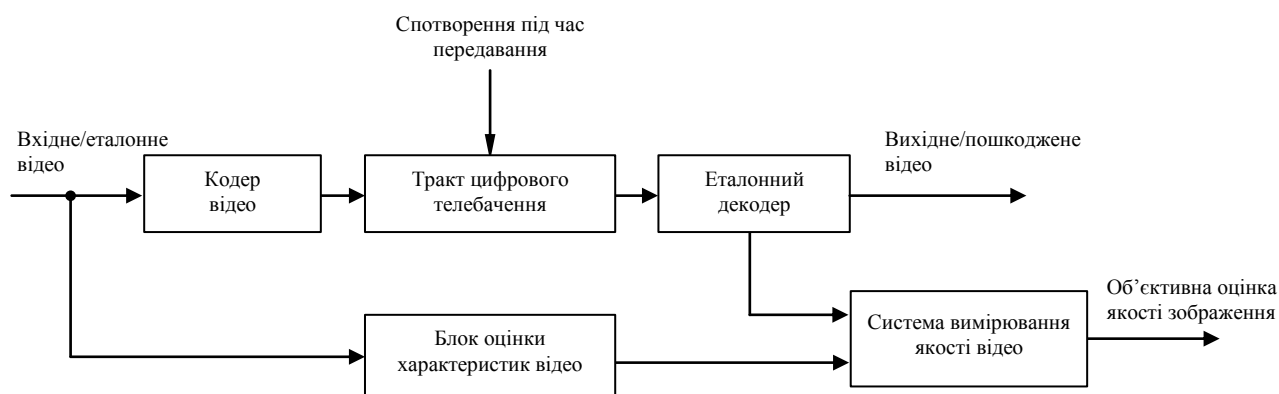 Спотворення під час
передавання
Вхідне/еталонне
відео
Вихідне/пошкоджене
відео
Кодер
відео
Тракт цифрового
телебачення
Еталонний
декодер
Об’єктивна оцінка
якості зображення
Система вимірювання
якості відео
Блок оцінки
характеристик відео